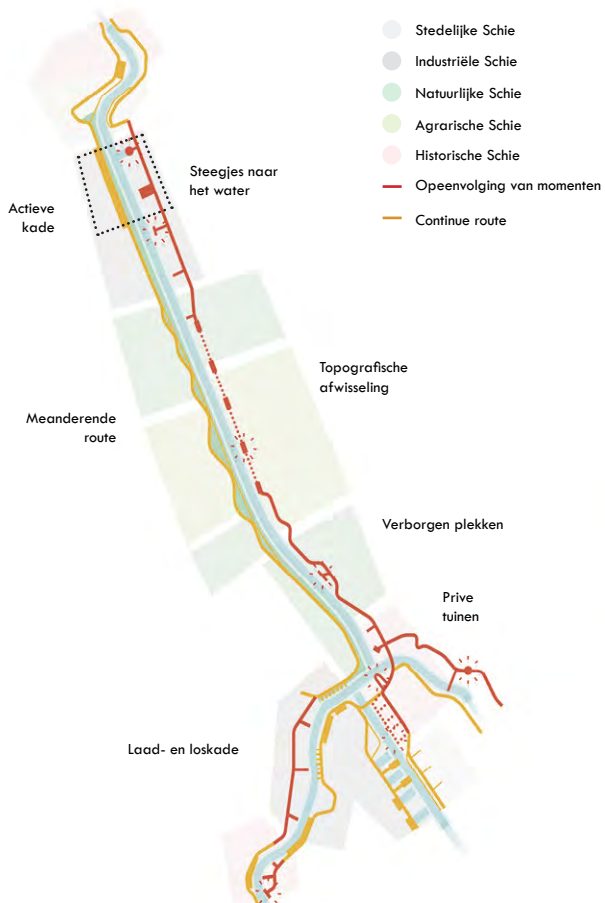 Stedelijke Schie
Industriële Schie
Natuurlijke Schie
Agrarische Schie
Historische Schie
Opeenvolging van momenten
Continue route
Steegjes naar
het water
Actieve
kade
Topografische
afwisseling
Meanderende
route
Verborgen plekken
Prive
tuinen
Laad- en loskade